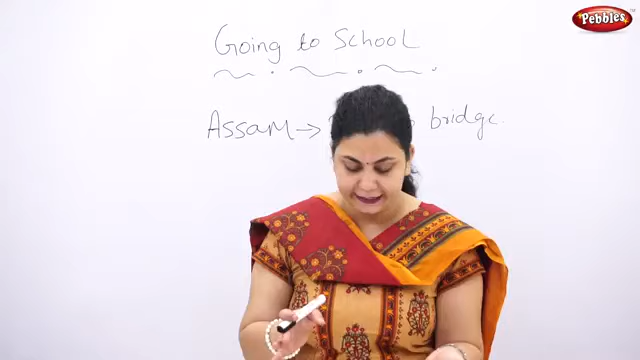 Pebbles
Going to School
Assam → bridge.